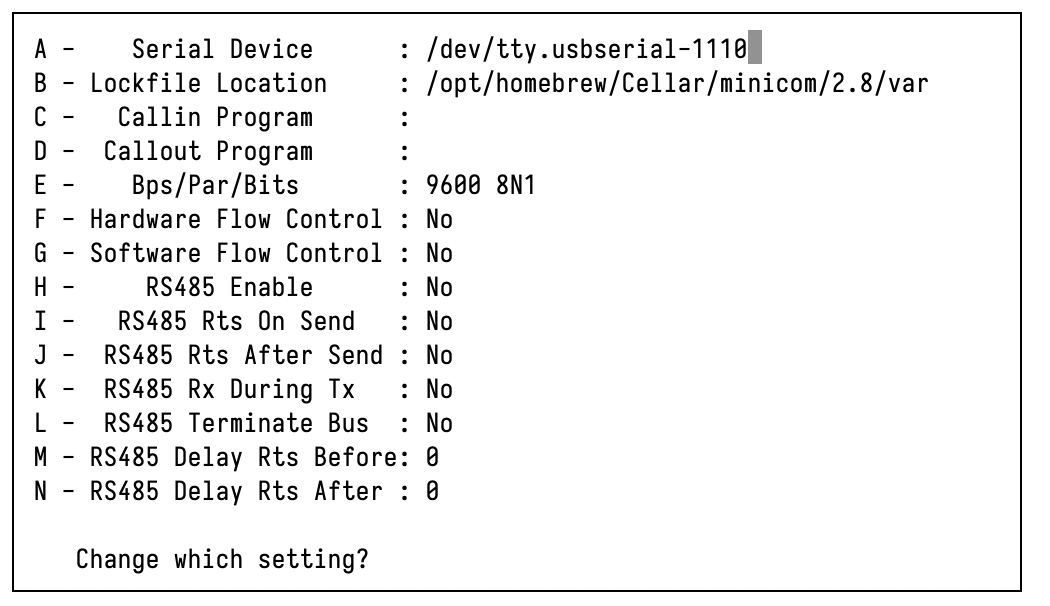 A -    Serial Device      : /dev/tty.usbserial-1110
B - Lockfile Location     : /opt/homebrew/Cellar/minicom/2.8/var
C -   Callin Program      :
D -  Callout Program      :
E -    Bps/Par/Bits       : 9600 8N1
F - Hardware Flow Control : No
G - Software Flow Control : No
H -     RS485 Enable      : No
I -   RS485 Rts On Send   : No
J -  RS485 Rts After Send : No
K -  RS485 Rx During Tx   : No
L -  RS485 Terminate Bus  : No
M - RS485 Delay Rts Before: 0
N - RS485 Delay Rts After : 0
Change which setting?